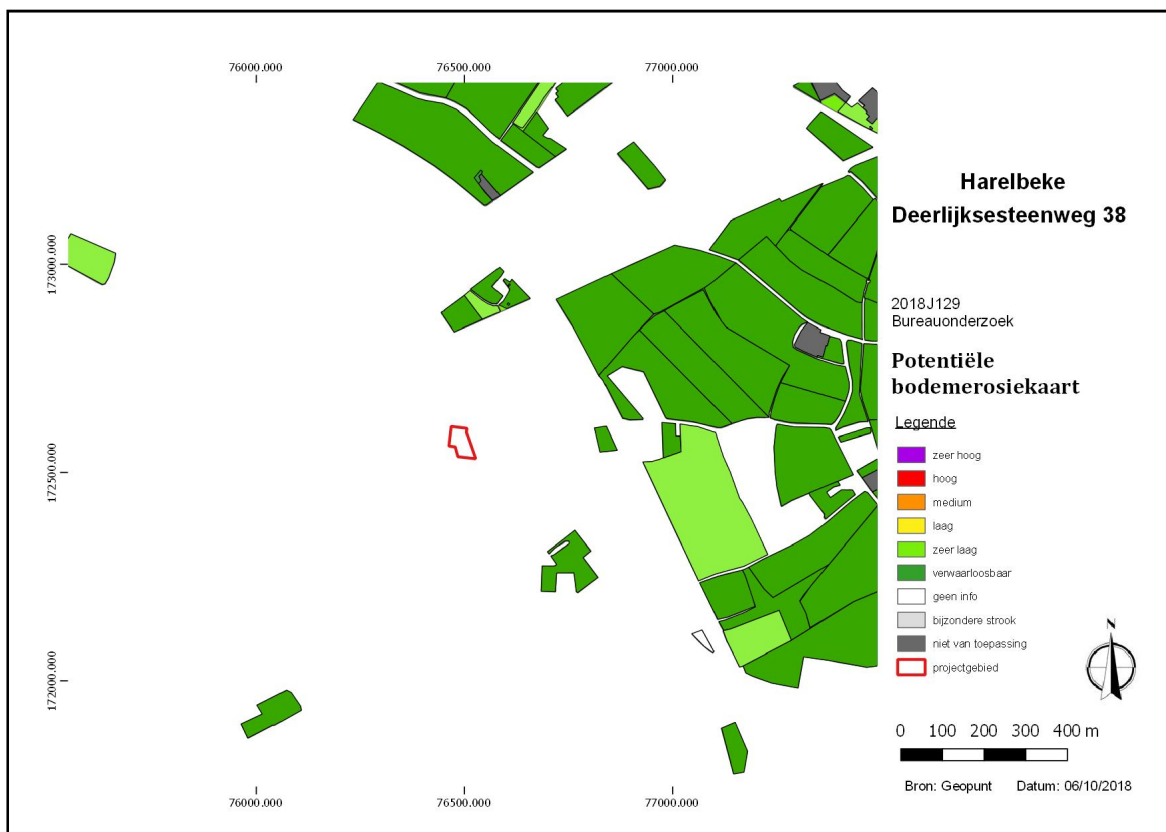 76000.000
76500.000
77000.000
173000.000
172500.000
172000.000
76000.000
76500.000
77000.000
Harelbeke
Deerlijksesteenweg 38
2018J129
Bureauonderzoek
Potentiële
bodemerosiekaart
Legende
zeer hoog
hoog
medium
laag
zeer laag
verwaarloosbaar
geen info
bijzondere strook
niet van toepassing
projectgebied
N
0 100 200 300 400 m
Bron: Geopunt Datum: 06/10/2018